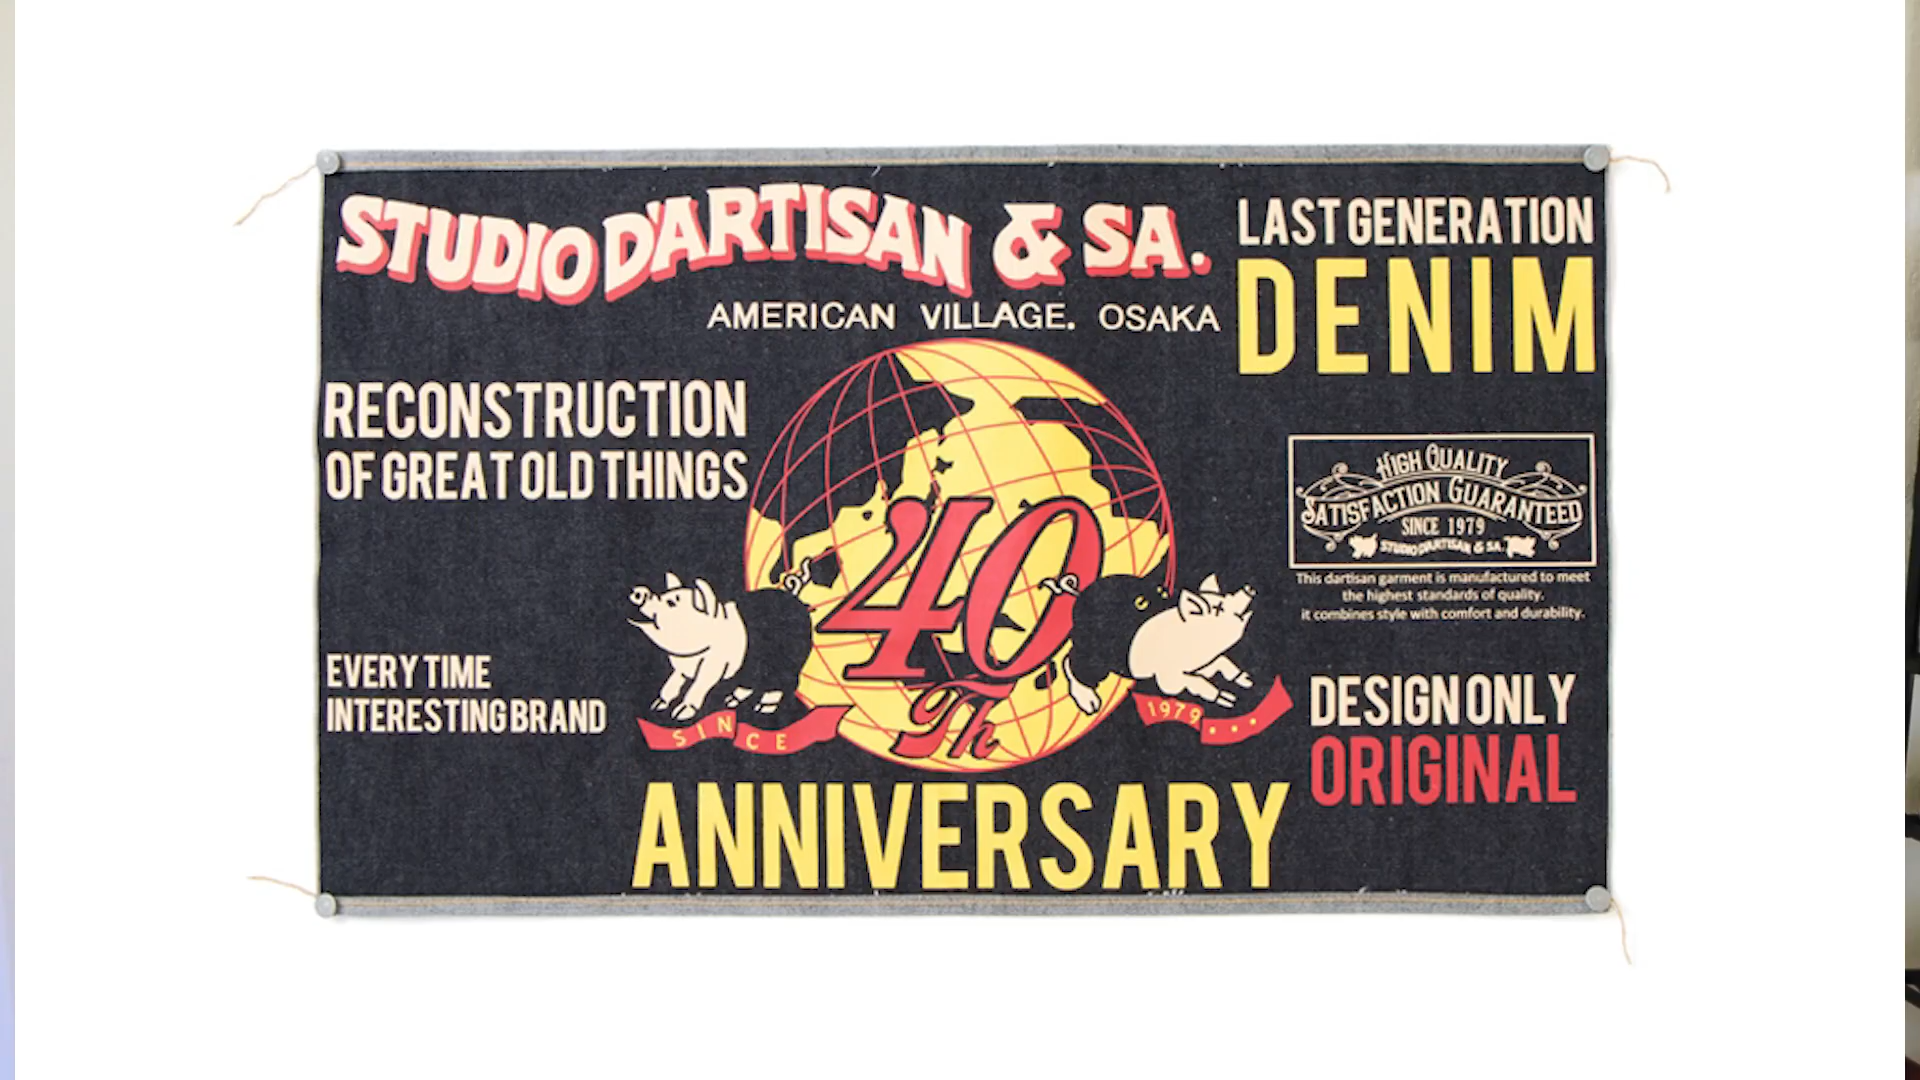 STUDIO D'ARTISAN & SA.
AMERICAN VILLAGE. OSAKA
LAST GENERATION
DENIM
RECONSTRUCTION
OF GREAT OLD THINGS
HIGH QUALITY
SATISFACTION GUARANTEED
SINCE 1979
STUDIO D'ARTISAN & SA.
This dartisan garment is manufactured to meet
the highest standards of quality.
it combines style with comfort and durability.
40
Th
EVERY TIME
INTERESTING BRAND
SINCE
1979...
DESIGN ONLY
ORIGINAL
ANNIVERSARY